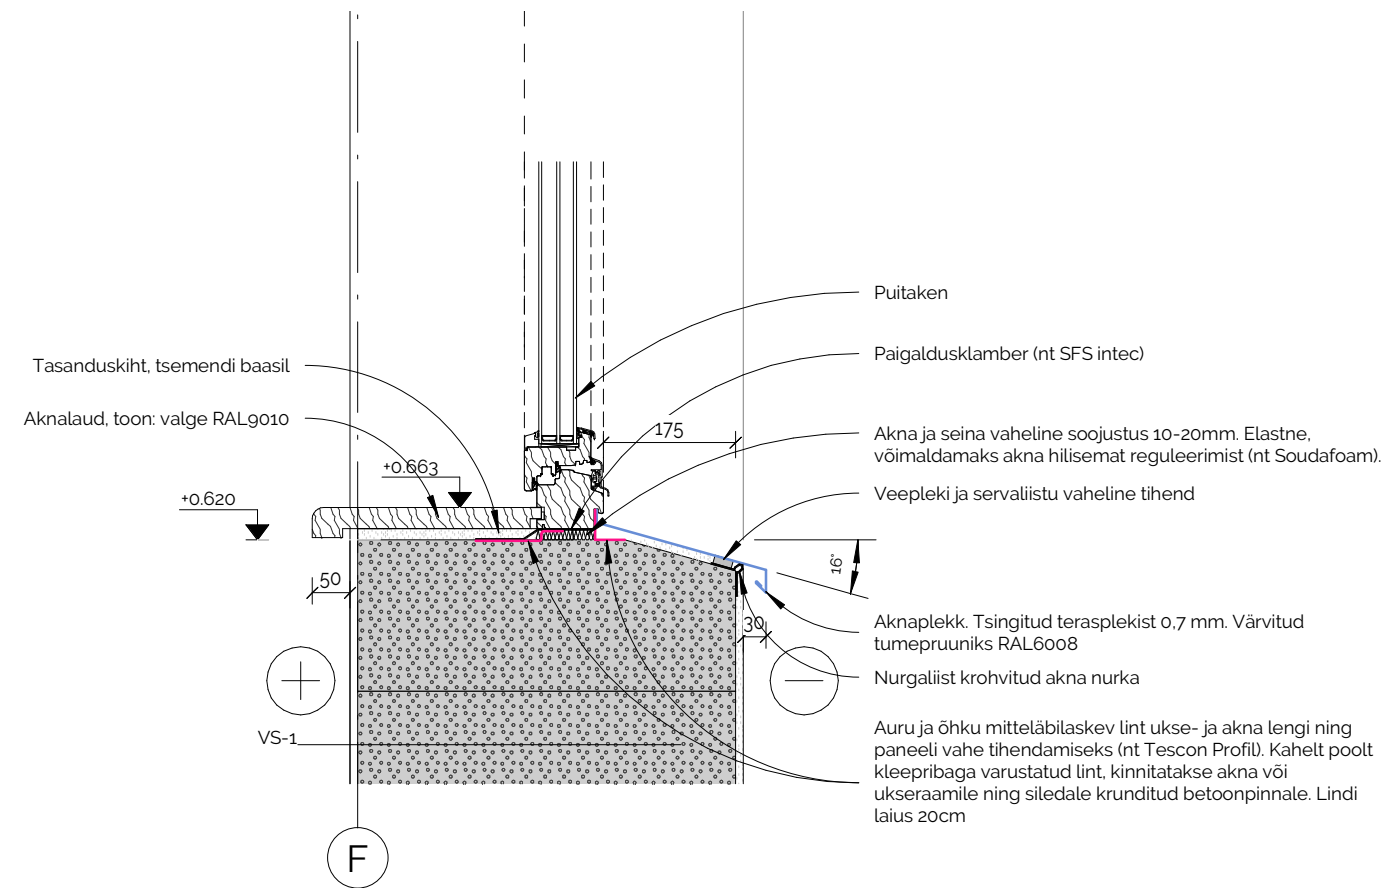 Puitaken
Paigaldusklamber (nt SFS intec)
Tasanduskiht, tsemendi baasil
Aknalaud, toon: valge RAL9010
175
Akna ja seina vaheline soojustus 10-20mm. Elastne,
võimaldamaks akna hilisemat reguleerimist (nt Soudafoam).
+0.663
+0.620
Veepleki ja servaliistu vaheline tihend
16°
50
30
Aknaplekk. Tsingitud terasplekist 0,7 mm. Värvitud
tumepruuniks RAL6008
Nurgaliist krohvitud akna nurka
VS-1
Auru ja õhku mitteläbilaskev lint ukse- ja akna lengi ning
paneeli vahe tihendamiseks (nt Tescon Profil). Kahelt poolt
kleepribaga varustatud lint, kinnitatakse akna või
ukseraamile ning siledale krunditud betoonpinnale. Lindi
laius 20cm
F